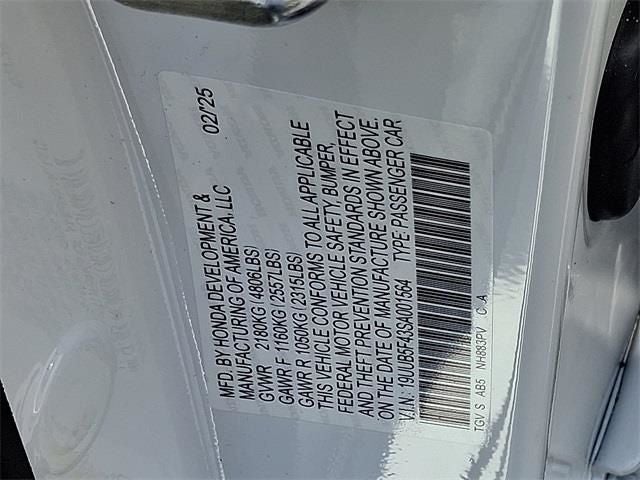 MFD. BY HONDA DEVELOPMENT & 02/'25
MANUFACTURING OF AMERICA, LLC
GVWR 2180KG (4806LBS)
GAWR F 1160KG (2557LBS)
GAWR R 1050KG (2315LBS)
THIS VEHICLE CONFORMS TO ALL APPLICABLE
FEDERAL MOTOR VEHICLE SAFETY BUMPER,
AND THEFT PREVENTION STANDARDS IN EFFECT
ON THE DATE OF MANUFACTURE SHOWN ABOVE.
V.I.N.: 19UUB5F43SA001564 TYPE: PASSENGER CAR
TGV S AB5 NH883PV C A